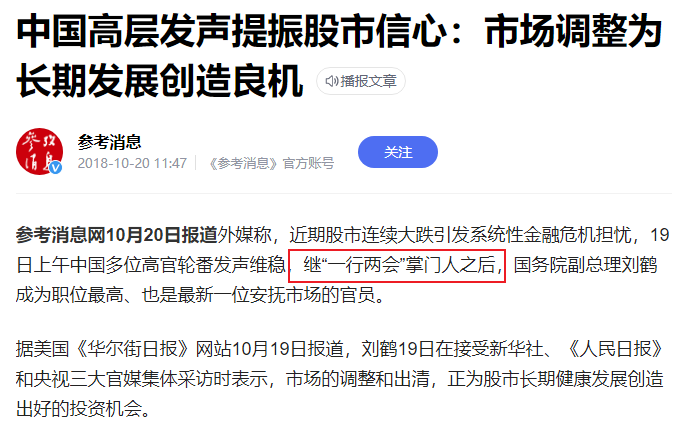 中国高层发声提振股市信心：市场调整为
长期发展创造良机
播报文章
参考消息
2018-10-20 11:47 《参考消息》官方账号
关注
参考消息网10月20日报道外媒称，近期股市连续大跌引发系统性金融危机担忧，19
日上午中国多位高官轮番发声维稳，继“一行两会”掌门人之后，国务院副总理刘鹤
成为职位最高、也是最新一位安抚市场的官员。
据美国《华尔街日报》网站10月19日报道，刘鹤19日在接受新华社、《人民日报》
和央视三大官媒集体采访时表示，市场的调整和出清，正为股市长期健康发展创造
出好的投资机会。